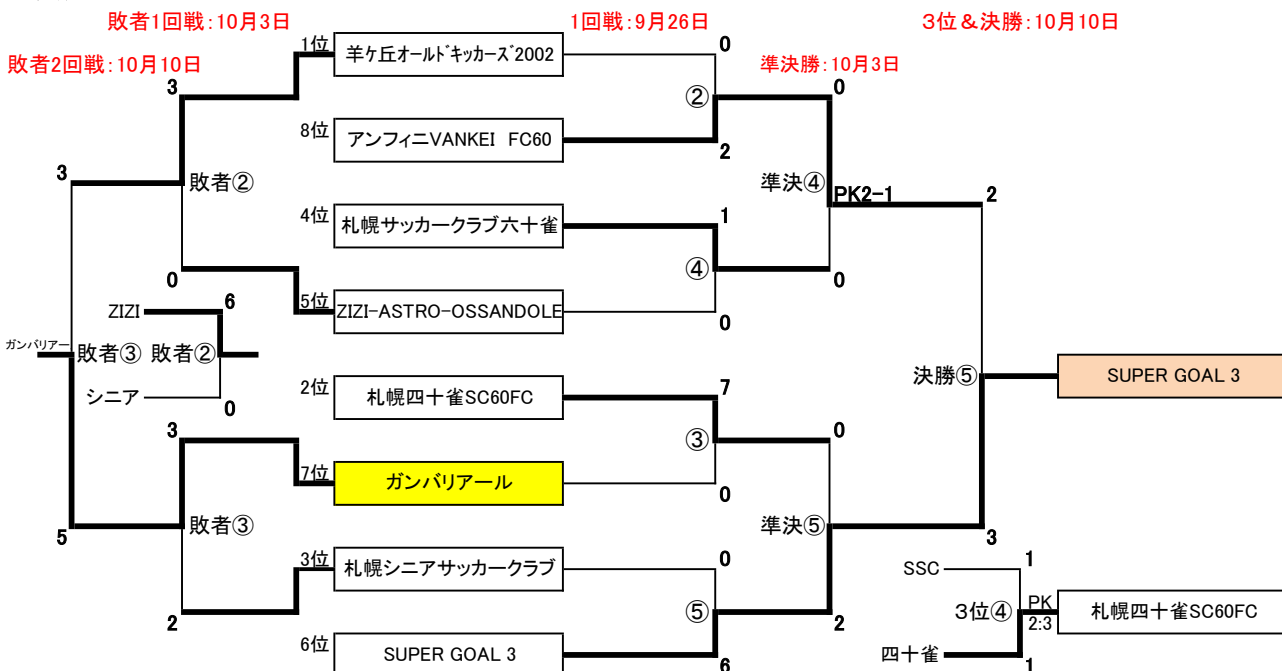 敗者1回戦：10月3日
1回戦：9月26日
3位＆決勝：10月10日
敗者2回戦：10月10日
準決勝：10月3日
1位
羊ケ丘オールドキッカーズ2002
0
3
②
0
8位
アンフィニVANKEI FC60
2
3
敗者②
準決④
PK2-1
2
4位
札幌サッカークラブ六十雀
1
0
④
0
5位
ZIZI-ASTRO-OSSANDOLE
0
ZIZI
6
ガンバリアー
敗者③
敗者②
シニア
0
決勝⑤
SUPER GOAL 3
2位
札幌四十雀SC60FC
7
3
③
0
7位
ガンバリアール
0
5
敗者③
準決⑤
3
3位
札幌シニアサッカークラブ
0
2
⑤
2
6位
SUPER GOAL 3
6
SSC
1
3位④
PK
2:3
札幌四十雀SC60FC
四十雀
1